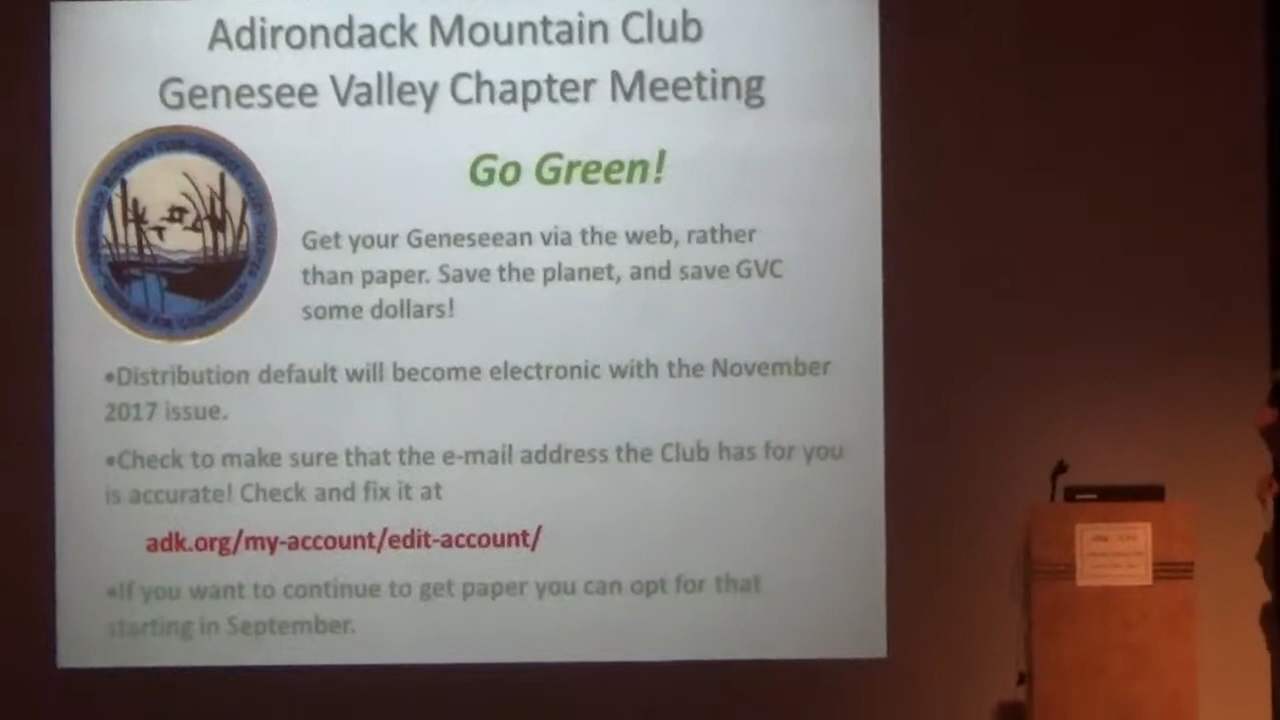 Adirondack Mountain Club
Genesee Valley Chapter Meeting
Go Green!
Get your Geneseean via the web, rather
than paper. Save the planet, and save GVC
some dollars!
•Distribution default will become electronic with the November
2017 issue.
•Check to make sure that the e-mail address the Club has for you
is accurate! Check and fix it at
adk.org/my-account/edit-account/
•If you want to continue to get paper you can opt for that
starting in September.